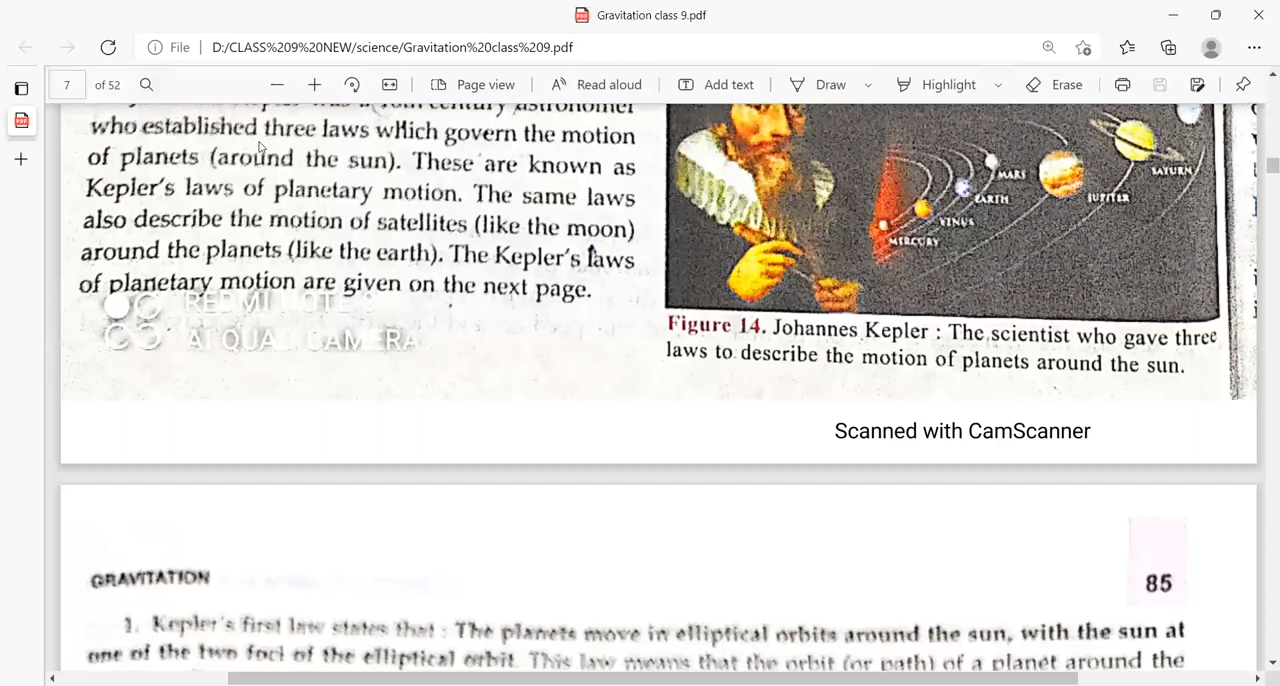 Gravitation class 9.pdf
File D:/CLASS%209%20NEW/science/Gravitation%20class%209.pdf
7 of 52 Page view Read aloud Add text Draw Highlight Erase
century astronomer
who established three laws which govern the motion
of planets (around the sun). These are known as
Kepler's laws of planetary motion. The same laws
also describe the motion of satellites (like the moon)
around the planets (like the earth). The Kepler's laws
of planetary motion are given on the next page.
REDMI NOTE
AI QUAD CAMERA
MARS
SATURN
EARTH
JUPITER
VENUS
MERCURY
Figure 14. Johannes Kepler : The scientist who gave three
laws to describe the motion of planets around the sun.
Scanned with CamScanner
GRAVITATION
85
1. Kepler's first law states that : The planets move in elliptical orbits around the sun, with the sun at
one of the two foci of the elliptical orbit. This law means that the orbit (or path) of a planet around the